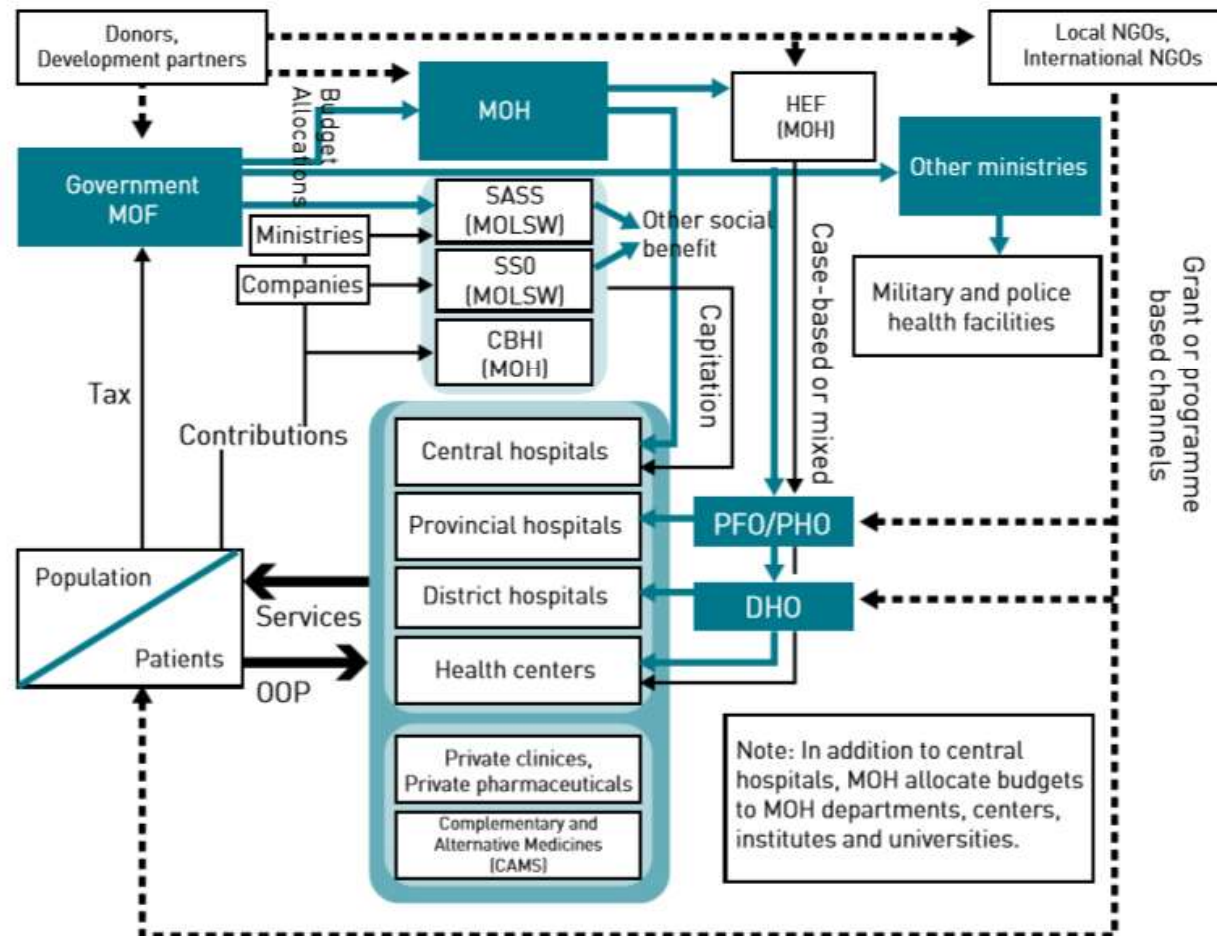 Donors,
Development partners
Local NGOs,
International NGOs
Budget
Allocations
MOH
HEF
(MOH)
Government
MOF
Other ministries
SASS
(MOLSW)
Other social
benefit
Ministries
SS0
(MOLSW)
Companies
CBHI
(MOH)
Military and police
health facilities
Capitation
Case-based or mixed
Grant or programme
based channels
Tax
Contributions
Central hospitals
Provincial hospitals
PFO/PHO
District hospitals
DHO
Health centers
Population
Patients
Services
OOP
Private clinices,
Private pharmaceuticals
Complementary and
Alternative Medicines
(CAMS)
Note: In addition to central
hospitals, MOH allocate budgets
to MOH departments, centers,
institutes and universities.